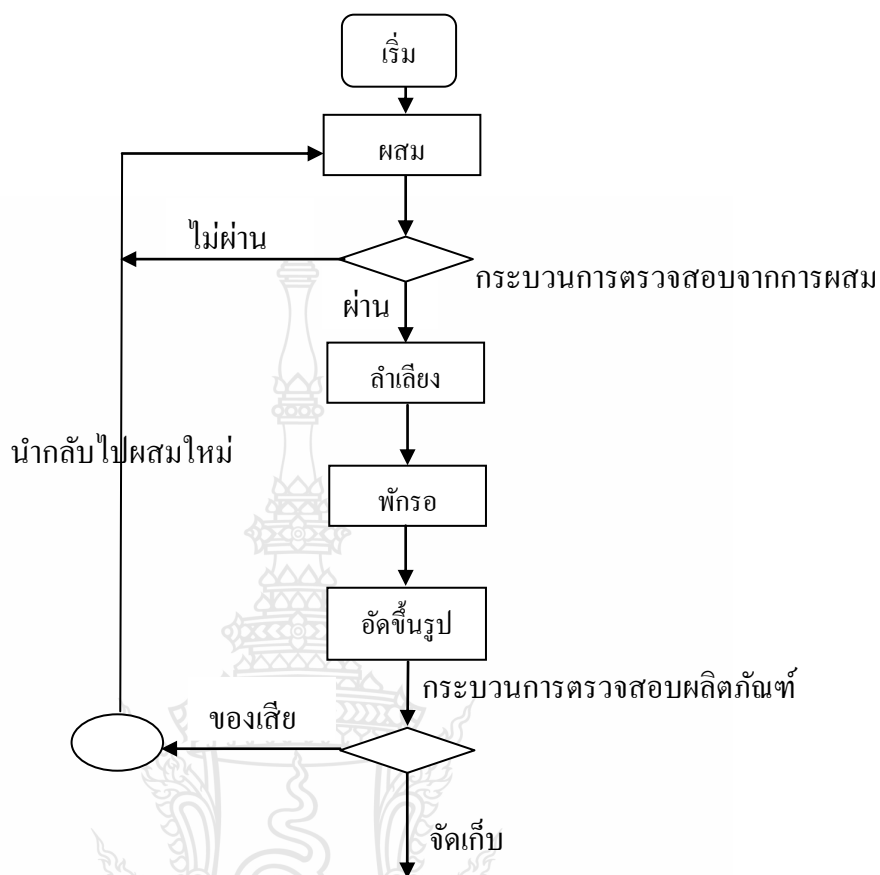 เริ่ม
ผสม
ไม่ผ่าน
กระบวนการตรวจสอบจากการผสม
ผ่าน
ลำเลียง
นำกลับไปผสมใหม่
พักรอ
อัดขึ้นรูป
กระบวนการตรวจสอบผลิตภัณฑ์
ของเสีย
จัดเก็บ